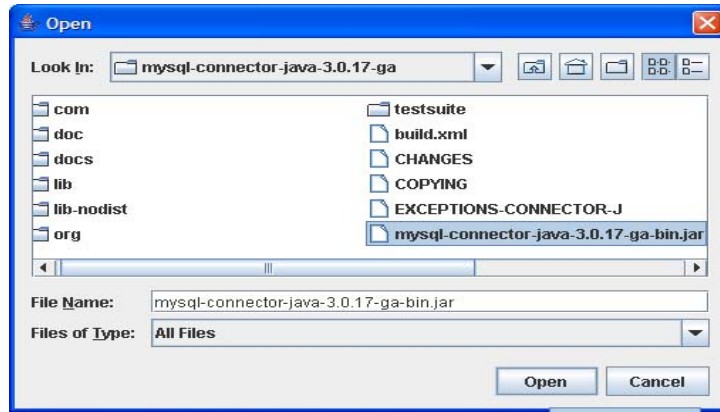 Open
Look In: mysql-connector-java-3.0.17-ga
com
doc
docs
lib
lib-nodist
org
testsuite
build.xml
CHANGES
COPYING
EXCEPTIONS-CONNECTOR-J
mysql-connector-java-3.0.17-ga-bin.jar
File Name: mysql-connector-java-3.0.17-ga-bin.jar
Files of Type: All Files
Open Cancel